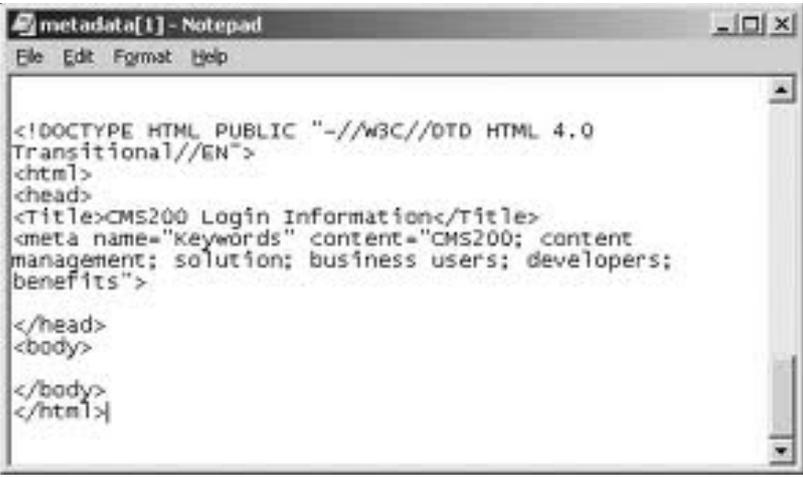 metadata[1] - Notepad
File Edit Format Help
<!DOCTYPE HTML PUBLIC "-//W3C//DTD HTML 4.0
Transitional//EN">
<html>
<head>
<Title>CMS200 Login Information</Title>
<meta name="Keywords" content="CMS200; content
management; solution; business users; developers;
benefits">
</head>
<body>
</body>
</html>